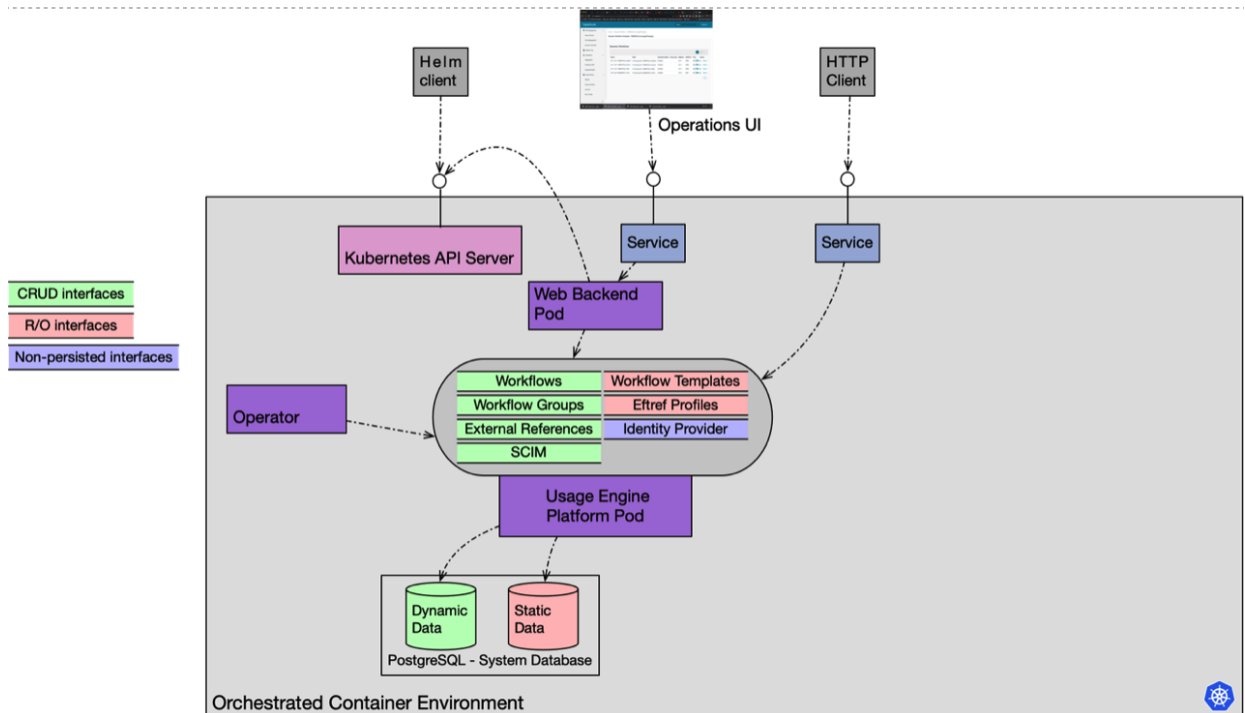 Helm
client
HTTP
Client
Operations UI
Kubernetes API Server
Service
Service
CRUD interfaces
R/O interfaces
Non-persisted interfaces
Web Backend
Pod
Workflows
Workflow Templates
Workflow Groups
Eftref Profiles
External References
Identity Provider
SCIM
Operator
Usage Engine
Platform Pod
Dynamic
Data
Static
Data
PostgreSQL - System Database
Orchestrated Container Environment